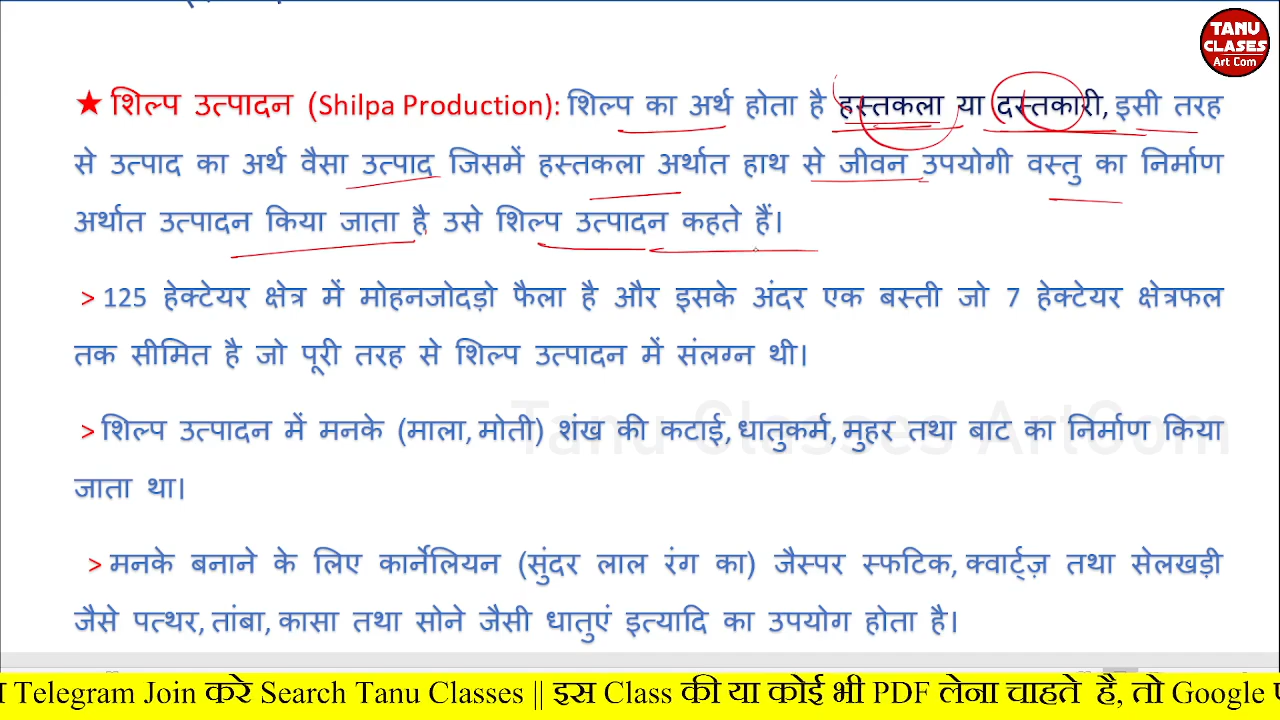 TANU
CLASES
Art Com
★ शिल्प उत्पादन (Shilpa Production): शिल्प का अर्थ होता है हस्तकला या दस्तकारी, इसी तरह
से उत्पाद का अर्थ वैसा उत्पाद जिसमें हस्तकला अर्थात हाथ से जीवन उपयोगी वस्तु का निर्माण
अर्थात उत्पादन किया जाता है उसे शिल्प उत्पादन कहते हैं।
> 125 हेक्टेयर क्षेत्र में मोहनजोदड़ो फैला है और इसके अंदर एक बस्ती जो 7 हेक्टेयर क्षेत्रफल
तक सीमित है जो पूरी तरह से शिल्प उत्पादन में संलग्न थी।
Tanu Classes ArtCom
> शिल्प उत्पादन में मनके (माला, मोती) शंख की कटाई, धातुकर्म, मुहर तथा बाट का निर्माण किया
जाता था।
> मनके बनाने के लिए कार्नेलियन (सुंदर लाल रंग का) जैस्पर स्फटिक, क्वार्ट्ज़ तथा सेलखड़ी
जैसे पत्थर, तांबा, कासा तथा सोने जैसी धातुएं इत्यादि का उपयोग होता है।
Telegram Join करे Search Tanu Classes || इस Class की या कोई भी PDF लेना चाहते है, तो Google